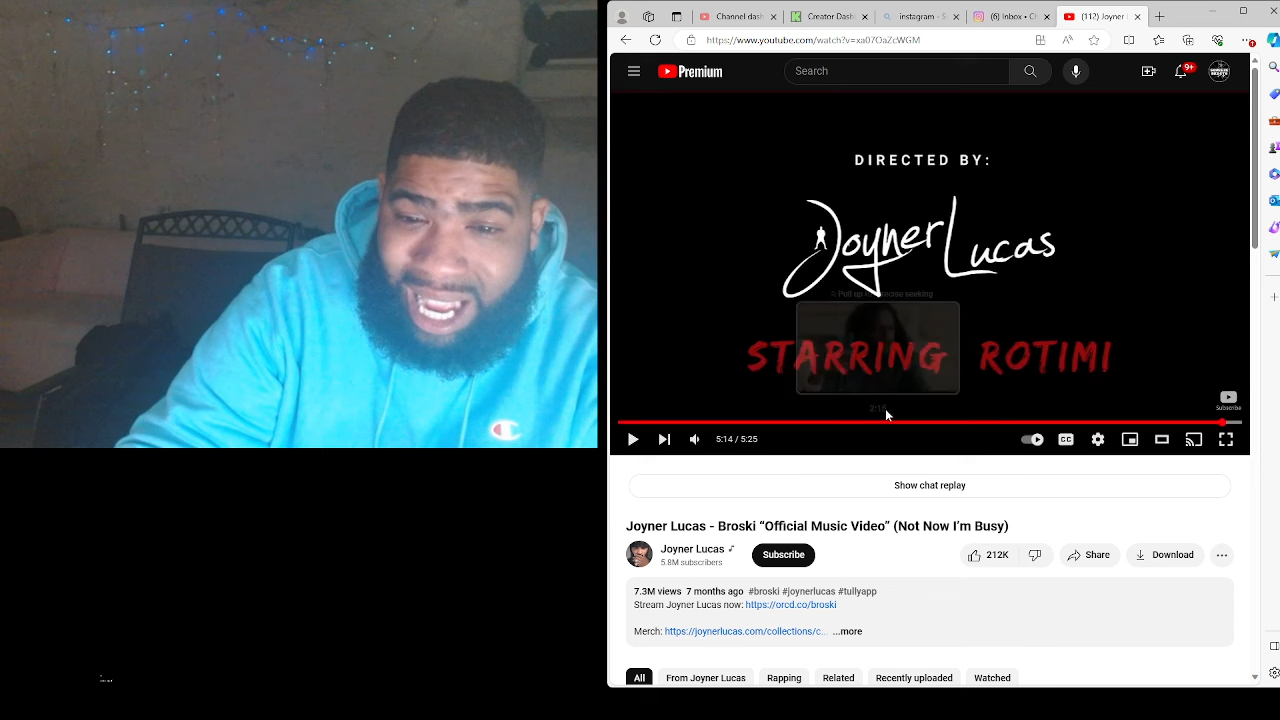 Channel dash
Creator Dash
instagram - S
(6) Inbox • C
(112) Joyner
https://www.youtube.com/watch?v=xa07OaZcWGM
Premium
Search
9+
DIRECTED BY:
Joyner Lucas
STARRING ROTIMI
Subscribe
5:14 / 5:25
CC
Show chat replay
Joyner Lucas - Broski “Official Music Video” (Not Now I’m Busy)
Joyner Lucas
5.8M subscribers
Subscribe
212K
Share
Download
7.3M views 7 months ago #broski #joynerlucas #tullyapp
Stream Joyner Lucas now: https://orcd.co/broski
Merch: https://joynerlucas.com/collections/c... ...more
All
From Joyner Lucas
Rapping
Related
Recently uploaded
Watched